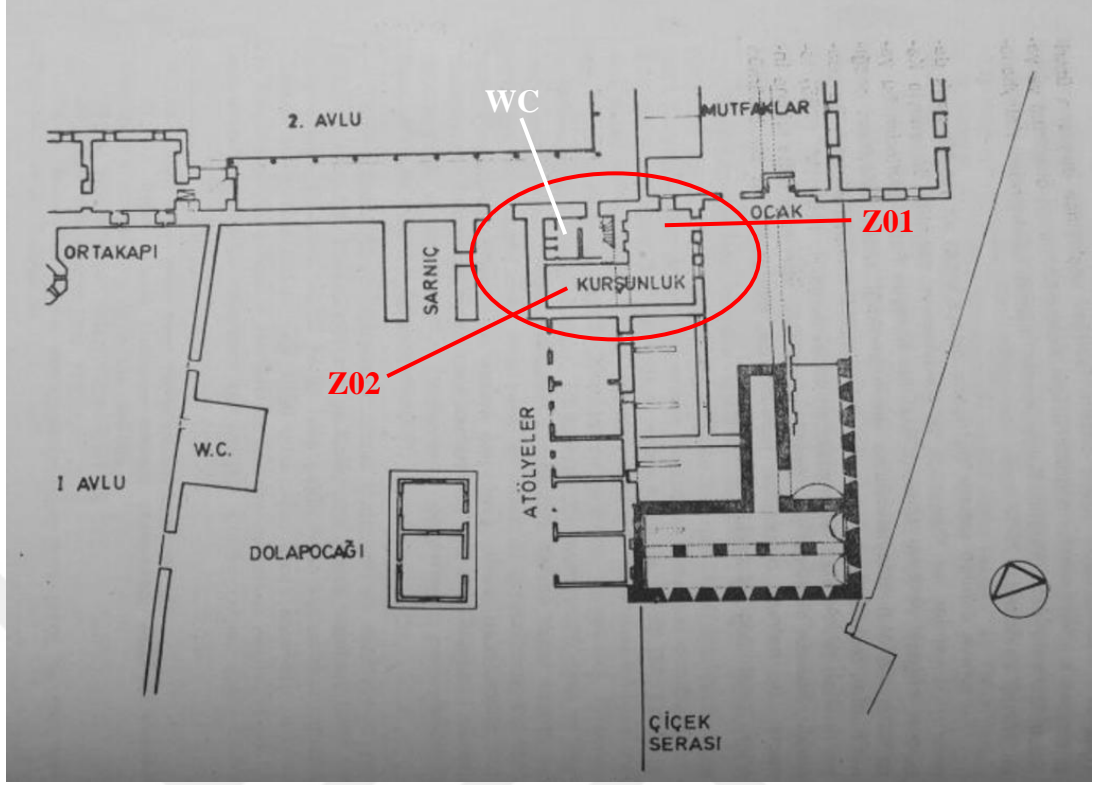 WC
MUTFAKLAR
2. AVLU
OCAK
Z01
ORTAKAPI
SARNIÇ
KURŞUNLUK
Z02
W.C.
I AVLU
ATÖLYELER
DOLAPOCAĞI
ÇİÇEK
SERASI